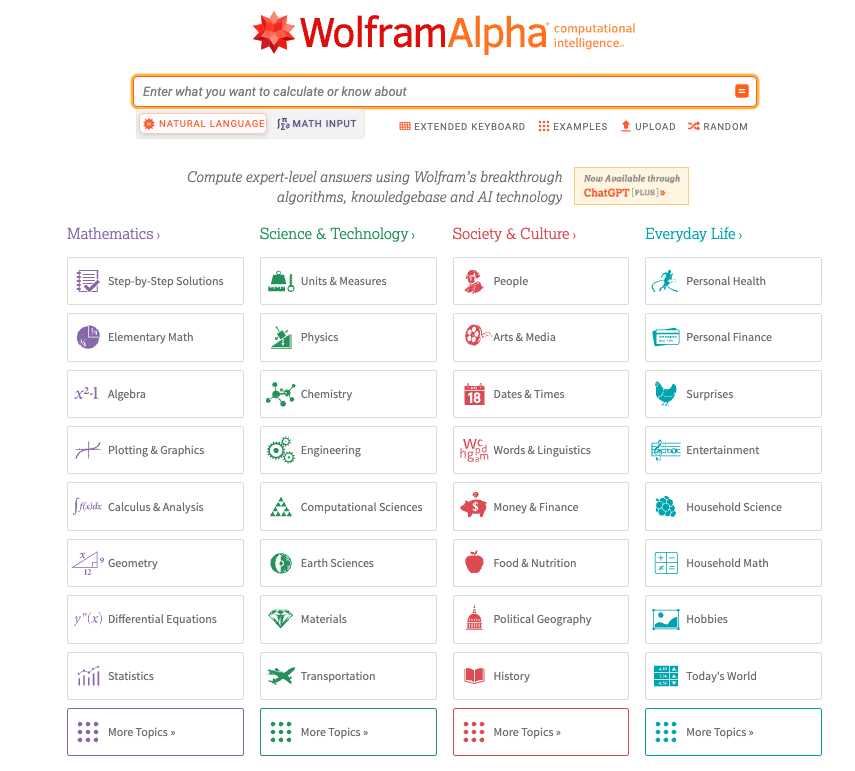 WolframAlpha computational
intelligence™
Enter what you want to calculate or know about
NATURAL LANGUAGE
MATH INPUT
EXTENDED KEYBOARD
EXAMPLES
UPLOAD
RANDOM
Compute expert-level answers using Wolfram's breakthrough
algorithms, knowledgebase and AI technology
Now Available through
ChatGPT [PLUS]»
Mathematics ›
Step-by-Step Solutions
Elementary Math
x²-1 Algebra
Plotting & Graphics
∫f(x)dx Calculus & Analysis
x 9
12
Geometry
yⁿ(x) Differential Equations
Statistics
More Topics »
Science & Technology ›
Units & Measures
Physics
Chemistry
Engineering
Computational Sciences
Earth Sciences
Materials
Transportation
More Topics »
Society & Culture ›
People
Arts & Media
18 Dates & Times
Words & Linguistics
$ Money & Finance
Food & Nutrition
Political Geography
History
More Topics »
Everyday Life ›
Personal Health
Personal Finance
Surprises
Entertainment
Household Science
Household Math
Hobbies
Today's World
More Topics »